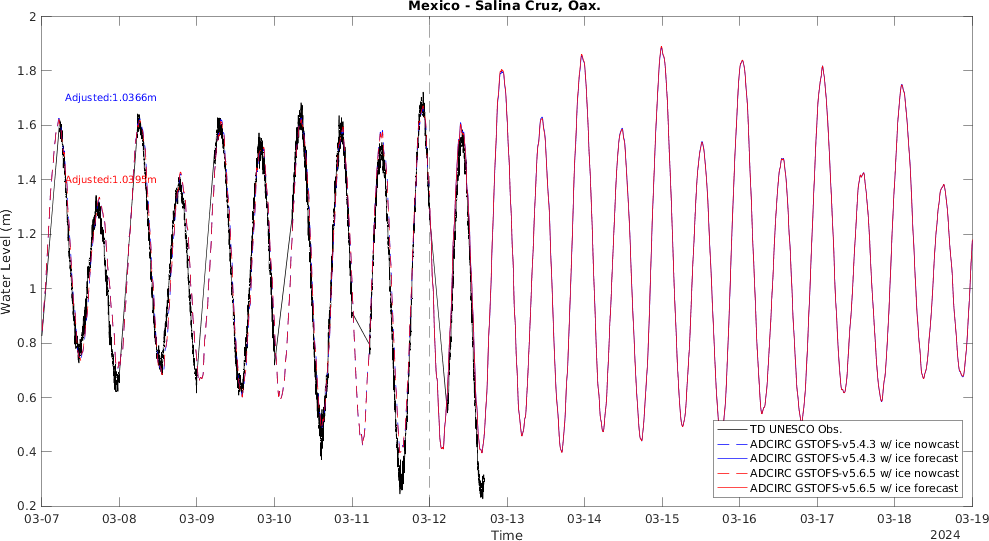 Mexico - Salina Cruz, Oax.
2
1.8
1.6
1.4
1.2
1
0.8
0.6
0.4
0.2
Water Level (m)
Adjusted:1.0366m
Adjusted:1.0395m
TD UNESCO Obs.
ADCIRC GSTOFS-v5.4.3 w/ ice nowcast
ADCIRC GSTOFS-v5.4.3 w/ ice forecast
ADCIRC GSTOFS-v5.6.5 w/ ice nowcast
ADCIRC GSTOFS-v5.6.5 w/ ice forecast
03-07 03-08 03-09 03-10 03-11 03-12 03-13 03-14 03-15 03-16 03-17 03-18 03-19
Time
2024